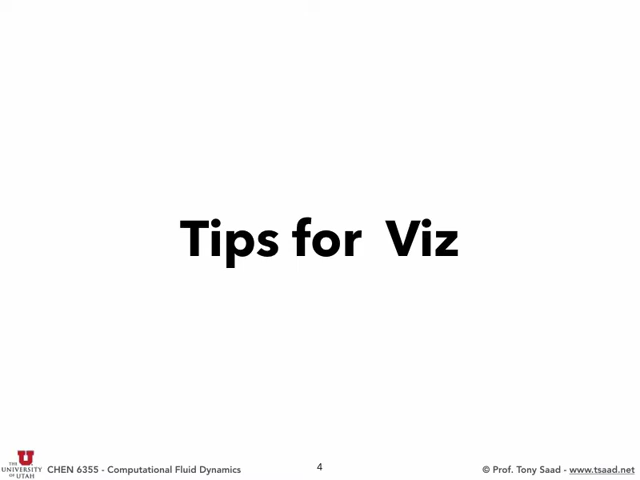 Tips for Viz
THE
UNIVERSITY
OF UTAH
CHEN 6355 - Computational Fluid Dynamics
4
© Prof. Tony Saad - www.tsaad.net